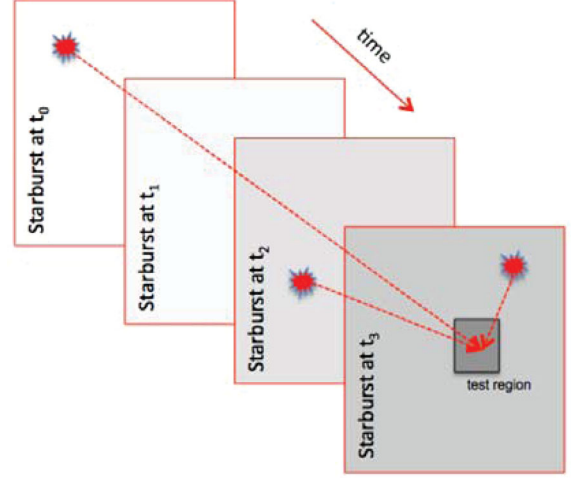 time
Starburst at t₀
Starburst at t₁
Starburst at t₂
Starburst at t₃
test region